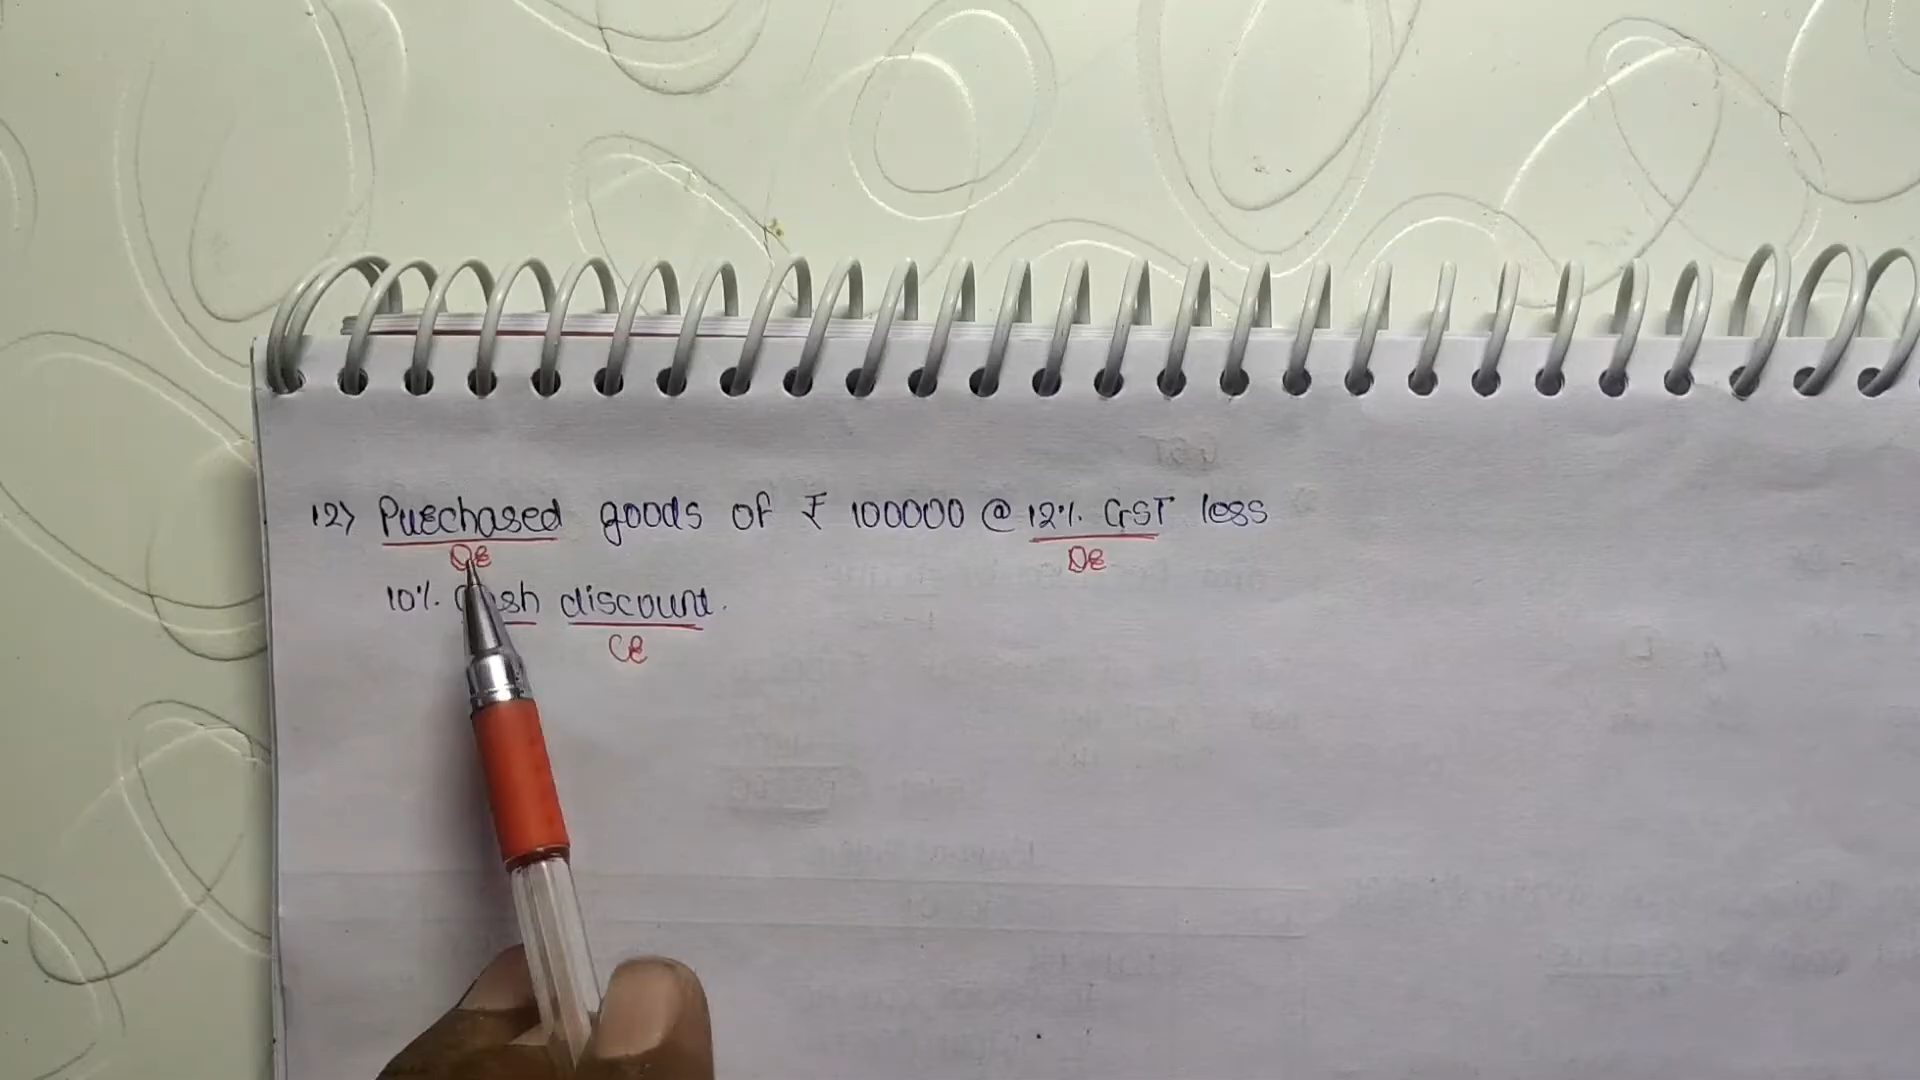 12) Purchased goods of ₹ 100000 @ 12% GST less
Dr Dr
10% Cash discount.
Cr